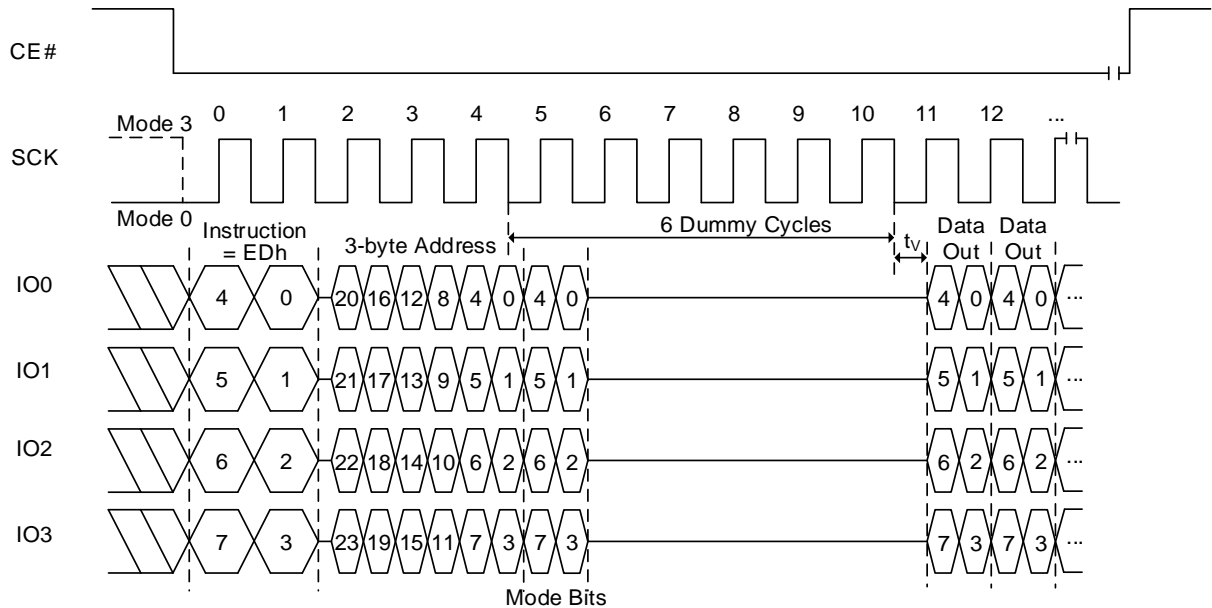 CE#
0 1 2 3 4 5 6 7 8 9 10 11 12 ...
Mode 3
SCK
Mode 0
Instruction
= EDh
3-byte Address
6 Dummy Cycles
tV
Data
Out
Data
Out
IO0 4 0 20 16 12 8 4 0 4 0 4 0 4 0 ...
IO1 5 1 21 17 13 9 5 1 5 1 5 1 5 1 ...
IO2 6 2 22 18 14 10 6 2 6 2 6 2 6 2 ...
IO3 7 3 23 19 15 11 7 3 7 3 7 3 7 3 ...
Mode Bits